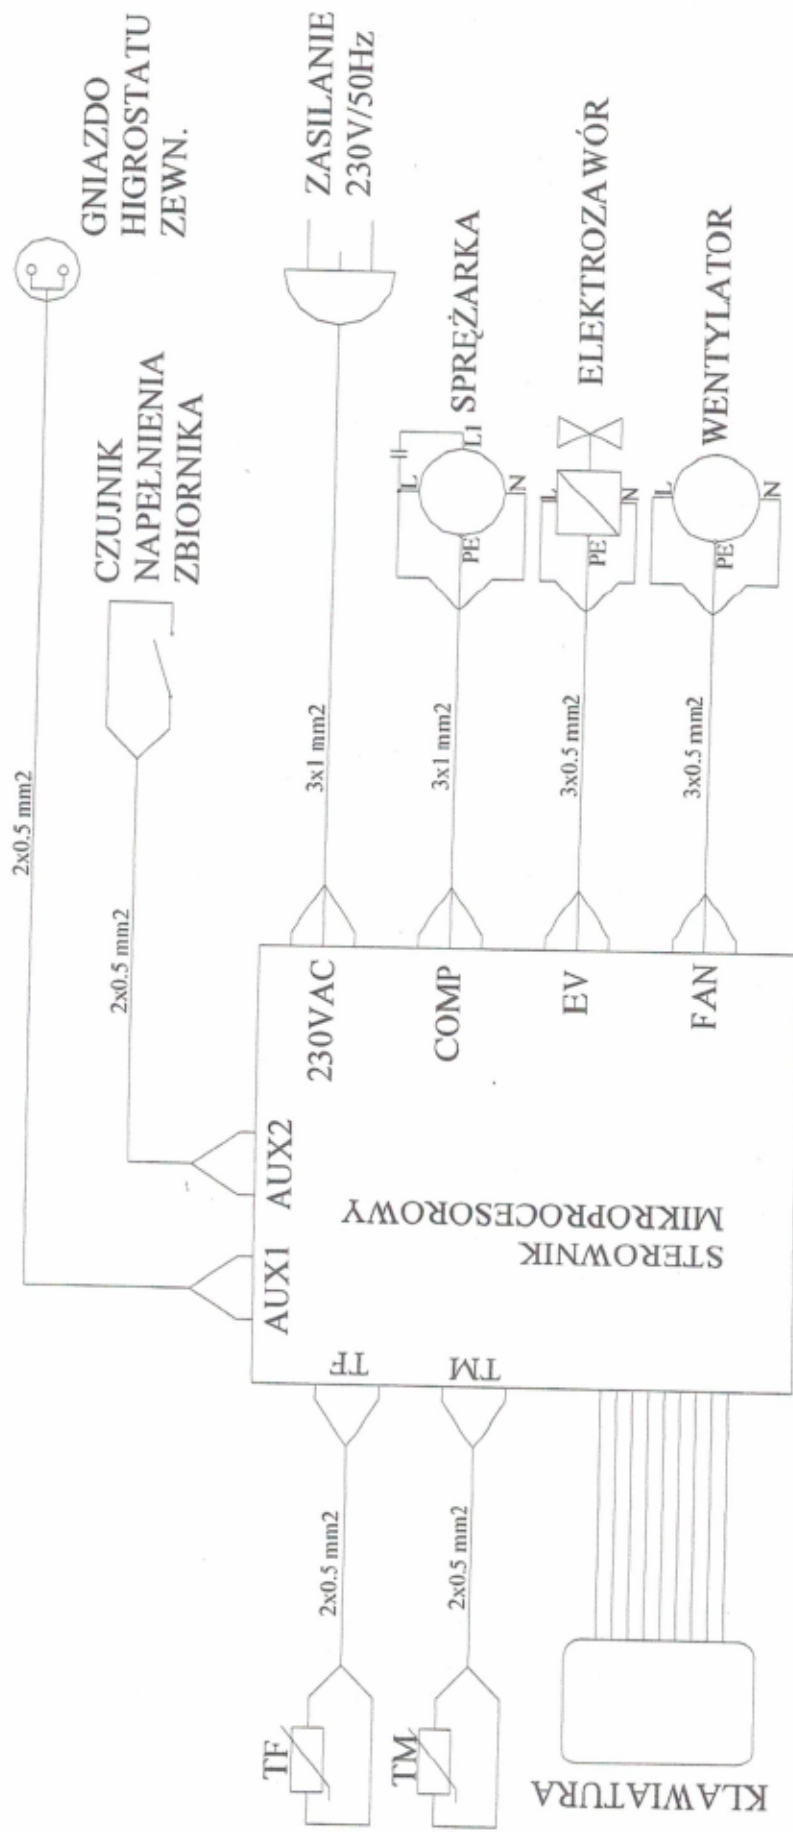 GNIAZDO
HIGROSTATU
ZEWN.
2x0.5 mm2
CZUJNIK
NAPEŁNIENIA
ZBIORNIKA
2x0.5 mm2
ZASILANIE
230V/50Hz
3x1 mm2
SPRĘŻARKA
L
L1
PE
N
3x1 mm2
ELEKTROZAWÓR
L
PE
N
3x0.5 mm2
WENTYLATOR
L
PE
N
3x0.5 mm2
AUX1
AUX2
230VAC
COMP
EV
FAN
STEROWNIK
MIKROPROCESOROWY
TF
TM
2x0.5 mm2
2x0.5 mm2
TF
TM
KLAWIATURA